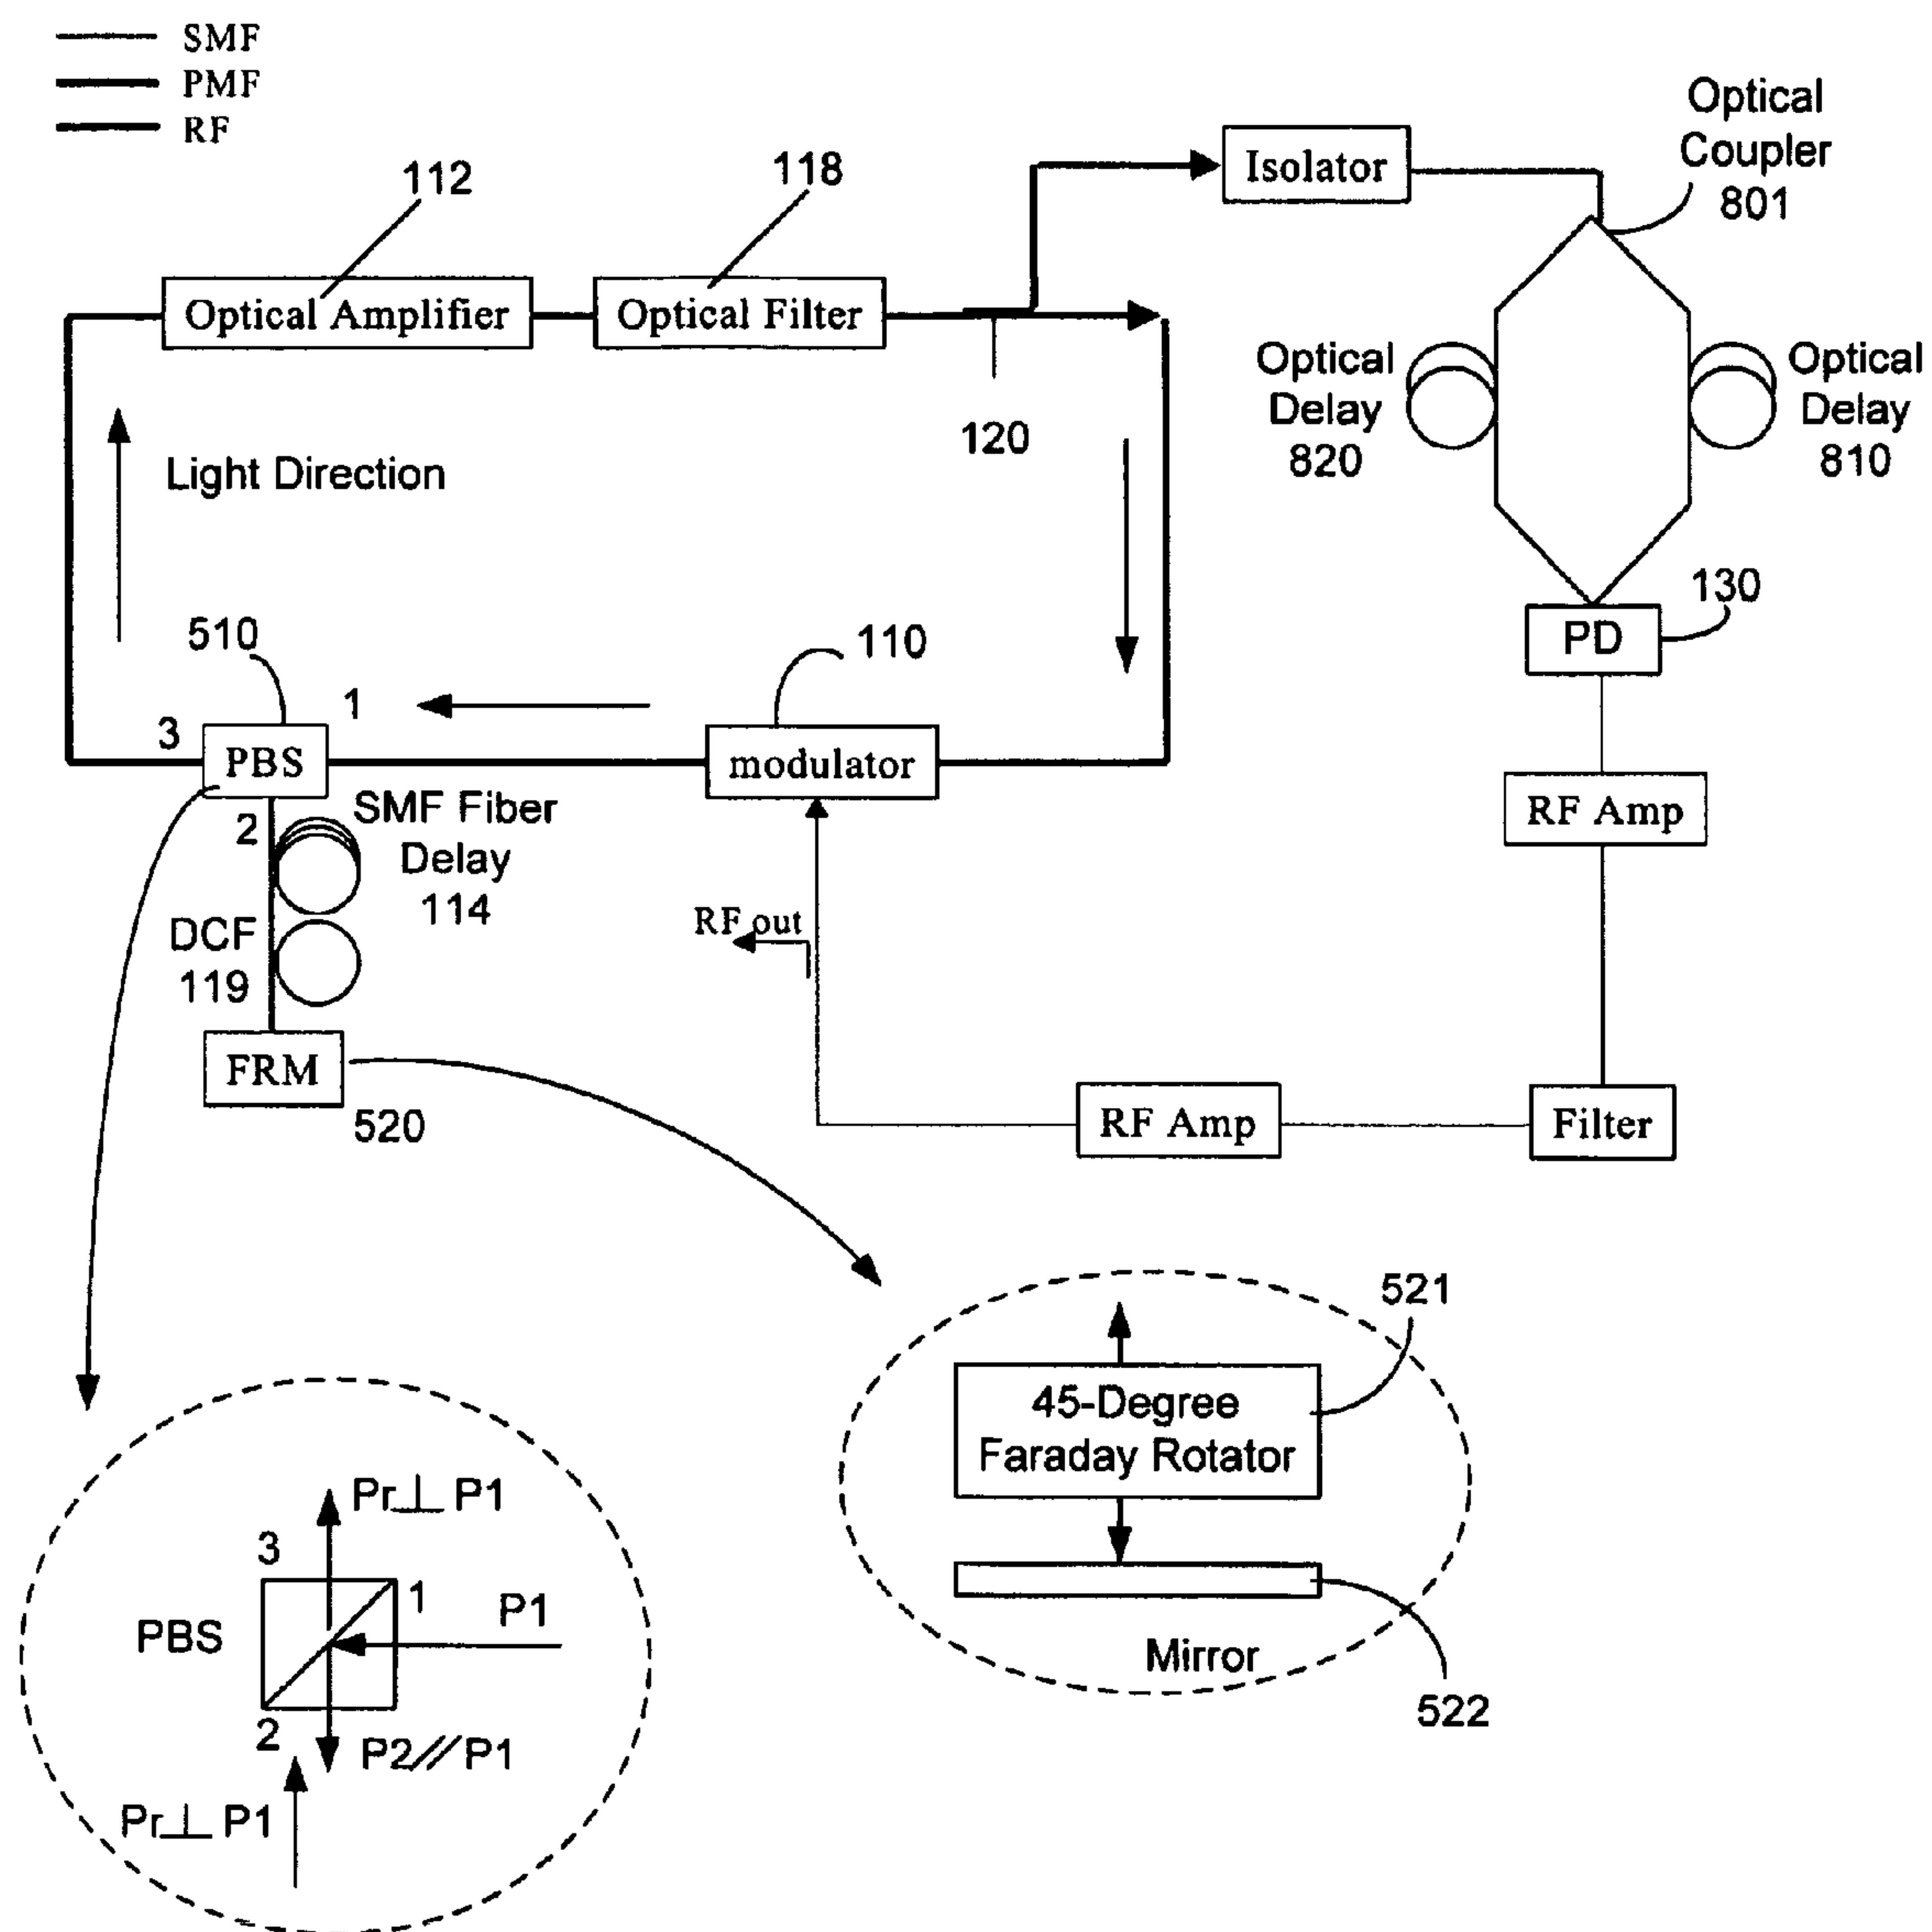 SMF
PMF
RF
Optical
Coupler
801
112
118
Isolator
Optical Amplifier
Optical Filter
Optical
Delay
820
Optical
Delay
810
120
Light Direction
130
PD
510
110
1
3
PBS
modulator
2
SMF Fiber
Delay
114
RF Amp
DCF
119
RF out
FRM
520
RF Amp
Filter
521
45-Degree
Faraday Rotator
Mirror
522
Pr⊥ P1
3
1
P1
PBS
2
P2//P1
Pr⊥ P1